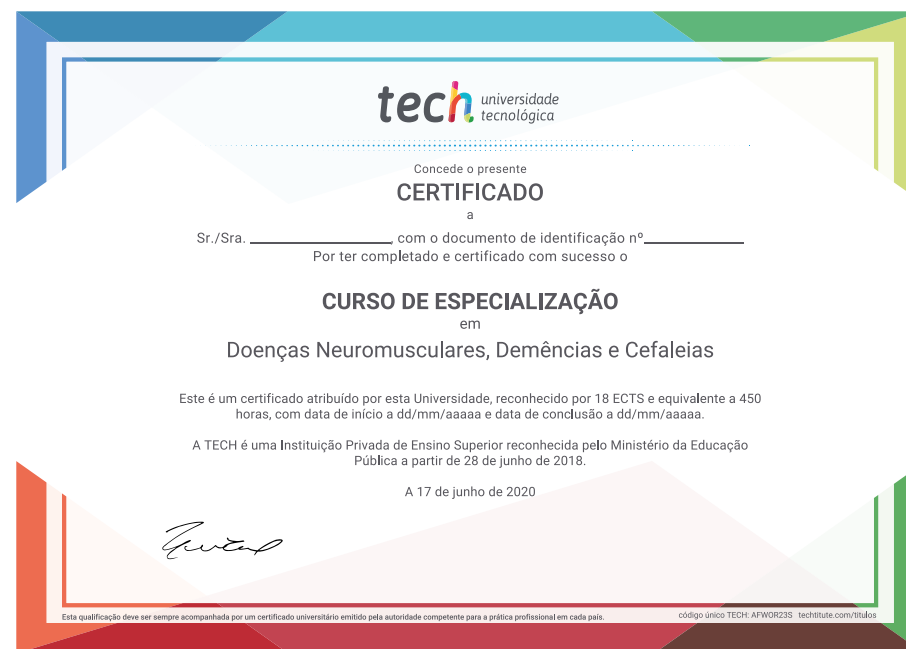 tech universidade
tecnológica
Concede o presente
CERTIFICADO
a
Sr./Sra. ____________________, com o documento de identificação nº______________
Por ter completado e certificado com sucesso o
CURSO DE ESPECIALIZAÇÃO
em
Doenças Neuromusculares, Demências e Cefaleias
Este é um certificado atribuído por esta Universidade, reconhecido por 18 ECTS e equivalente a 450
horas, com data de início a dd/mm/aaaaa e data de conclusão a dd/mm/aaaaa.
A TECH é uma Instituição Privada de Ensino Superior reconhecida pelo Ministério da Educação
Pública a partir de 28 de junho de 2018.
A 17 de junho de 2020
Esta qualificação deve ser sempre acompanhada por um certificado universitário emitido pela autoridade competente para a prática profissional em cada país.
código único TECH: AFWOR23S techtitute.com/titulos